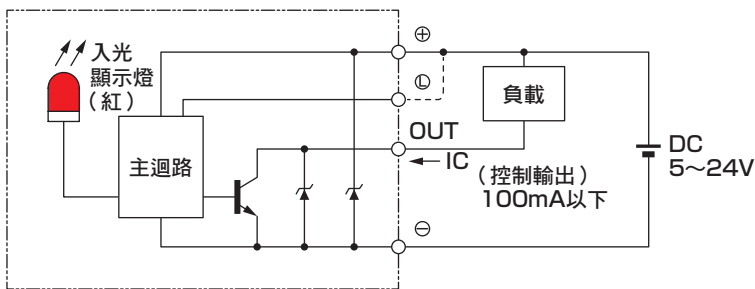 入光
顯示燈
（紅）
主迴路
⊕
Ⓛ
OUT
IC
（控制輸出）
100mA以下
⊖
負載
DC
5～24V